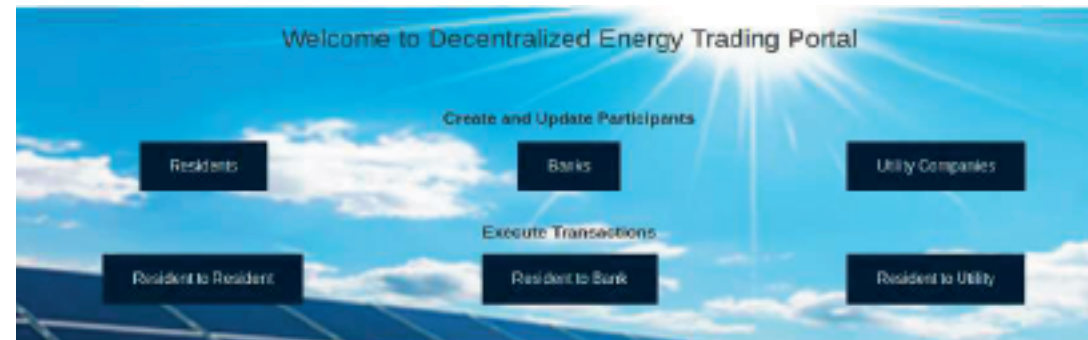 Welcome to Decentralized Energy Trading Portal
Create and Update Participants
Residents Banks Utility Companies
Execute Transactions
Resident to Resident Resident to Bank Resident to Utility